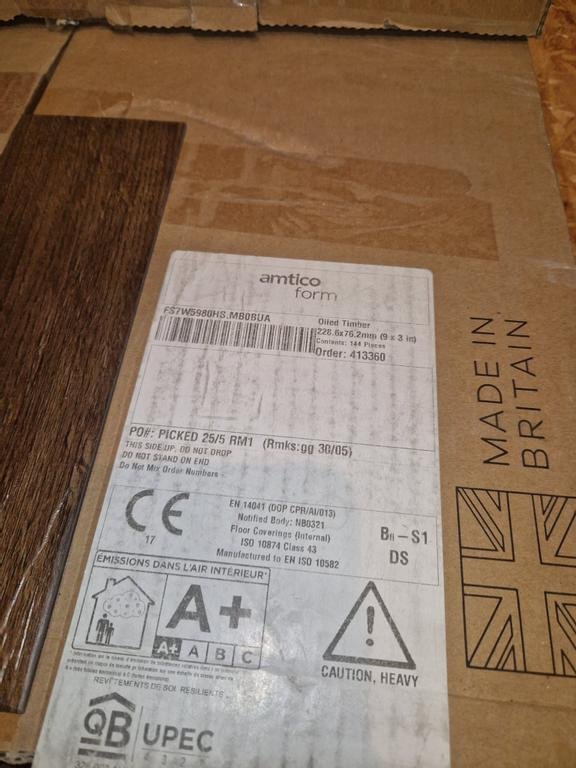 amtico
form
FS7W5980HS.MB0BUA
Oiled Timber
228.6x76.2mm (9 x 3 in)
Contents: 144 Pieces
Order: 413360
PO#: PICKED 25/5 RM1 (Rmks:gg 30/05)
THIS SIDE UP. DO NOT DROP
DO NOT STAND ON END
Do Not Mix Order Numbers
CE
17
EN 14041 (DOP CPR/AI/013)
Notified Body: NB0321
Floor Coverings (Internal)
ISO 10874 Class 43
Manufactured to EN ISO 10582
Bfl – S1
DS
ÉMISSIONS DANS L'AIR INTÉRIEUR*
A+
A+ A B C
CAUTION, HEAVY
REVÊTEMENTS DE SOL RÉSILIENTS
QB
UPEC
MADE IN
BRITAIN